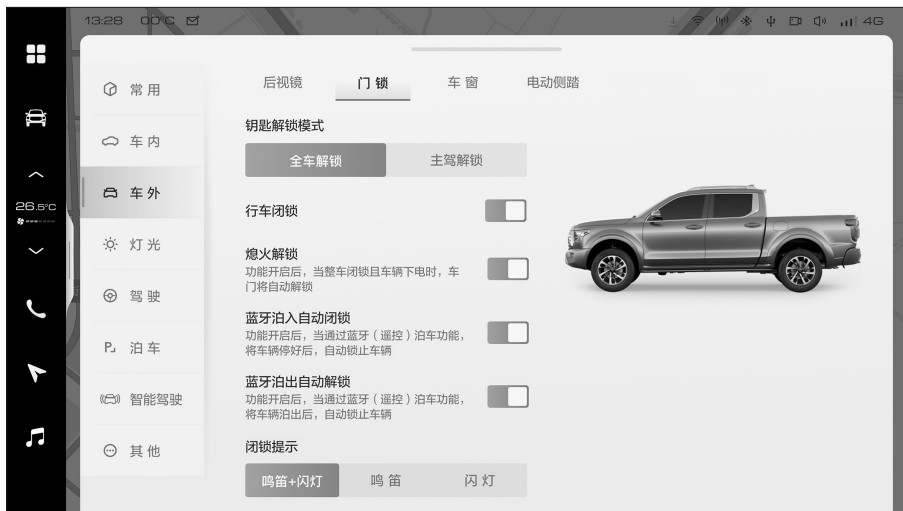 13:28 00°C 4G
26.5°C
常用
车内
车外
灯光
驾驶
泊车
智能驾驶
其他
后视镜 门锁 车窗 电动侧踏
钥匙解锁模式
全车解锁 主驾解锁
行车闭锁
熄火解锁
功能开启后，当整车闭锁且车辆下电时，车
门将自动解锁
蓝牙泊入自动闭锁
功能开启后，当通过蓝牙（遥控）泊车功能，
将车辆停好后，自动锁止车辆
蓝牙泊出自动解锁
功能开启后，当通过蓝牙（遥控）泊车功能，
将车辆泊出后，自动锁止车辆
闭锁提示
鸣笛+闪灯 鸣笛 闪灯